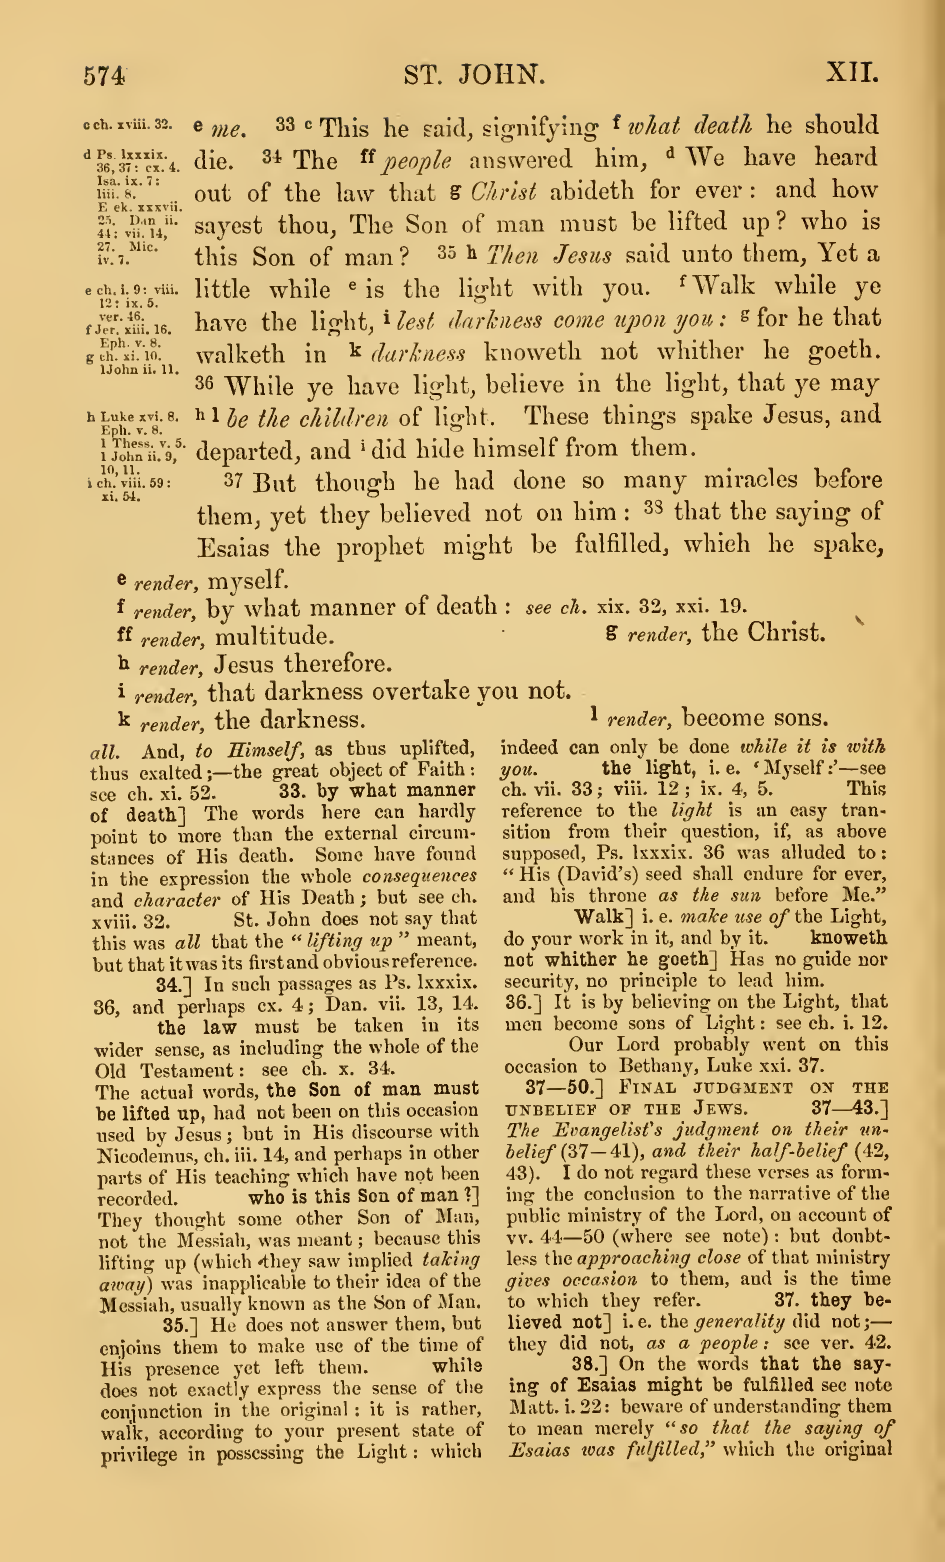 574 ST. JOHN. XII.
c ch. xviii. 32.
d Ps. lxxxix.
36, 37: cx. 4.
Isa. ix. 7:
liii. 8.
E ek. xxxvii.
25. Dan ii.
44: vii. 14,
27. Mic.
iv. 7.
e ch. i. 9: viii.
12: ix. 5.
ver. 46.
f Jer. xiii. 16.
Eph. v. 8.
g ch. xi. 10.
1 John ii. 11.
h Luke xvi. 8.
Eph. v. 8.
1 Thess. v. 5.
1 John ii. 9,
10, 11.
i ch. viii. 59:
xi. 54.
e me. 33 c This he said, signifying f what death he should
die. 34 The ff people answered him, d We have heard
out of the law that g Christ abideth for ever: and how
sayest thou, The Son of man must be lifted up? who is
this Son of man? 35 h Then Jesus said unto them, Yet a
little while e is the light with you. f Walk while ye
have the light, i lest darkness come upon you: g for he that
walketh in k darkness knoweth not whither he goeth.
36 While ye have light, believe in the light, that ye may
h l be the children of light. These things spake Jesus, and
departed, and i did hide himself from them.
37 But though he had done so many miracles before
them, yet they believed not on him: 38 that the saying of
Esaias the prophet might be fulfilled, which he spake,
e render, myself.
f render, by what manner of death: see ch. xix. 32, xxi. 19.
ff render, multitude. g render, the Christ.
h render, Jesus therefore.
i render, that darkness overtake you not.
k render, the darkness. l render, become sons.
all. And, to Himself, as thus uplifted,
thus exalted;—the great object of Faith:
see ch. xi. 52. 33. by what manner
of death] The words here can hardly
point to more than the external circum-
stances of His death. Some have found
in the expression the whole consequences
and character of His Death; but see ch.
xviii. 32. St. John does not say that
this was all that the "lifting up" meant,
but that it was its first and obvious reference.
34.] In such passages as Ps. lxxxix.
36, and perhaps cx. 4; Dan. vii. 13, 14.
the law must be taken in its
wider sense, as including the whole of the
Old Testament: see ch. x. 34.
The actual words, the Son of man must
be lifted up, had not been on this occasion
used by Jesus; but in His discourse with
Nicodemus, ch. iii. 14, and perhaps in other
parts of His teaching which have not been
recorded. who is this Son of man?]
They thought some other Son of Man,
not the Messiah, was meant; because this
lifting up (which they saw implied taking
away) was inapplicable to their idea of the
Messiah, usually known as the Son of Man.
35.] He does not answer them, but
enjoins them to make use of the time of
His presence yet left them. while
does not exactly express the sense of the
conjunction in the original: it is rather,
walk, according to your present state of
privilege in possessing the Light: which
indeed can only be done while it is with
you. the light, i. e. 'Myself:'—see
ch. vii. 33; viii. 12; ix. 4, 5. This
reference to the light is an easy tran-
sition from their question, if, as above
supposed, Ps. lxxxix. 36 was alluded to:
"His (David's) seed shall endure for ever,
and his throne as the sun before Me."
Walk] i. e. make use of the Light,
do your work in it, and by it. knoweth
not whither he goeth] Has no guide nor
security, no principle to lead him.
36.] It is by believing on the Light, that
men become sons of Light: see ch. i. 12.
Our Lord probably went on this
occasion to Bethany, Luke xxi. 37.
37—50.] FINAL JUDGMENT ON THE
UNBELIEF OF THE JEWS. 37—43.]
The Evangelist's judgment on their un-
belief (37—41), and their half-belief (42,
43). I do not regard these verses as form-
ing the conclusion to the narrative of the
public ministry of the Lord, on account of
vv. 44—50 (where see note): but doubt-
less the approaching close of that ministry
gives occasion to them, and is the time
to which they refer. 37. they be-
lieved not] i. e. the generality did not;—
they did not, as a people: see ver. 42.
38.] On the words that the say-
ing of Esaias might be fulfilled see note
Matt. i. 22: beware of understanding them
to mean merely "so that the saying of
Esaias was fulfilled," which the original